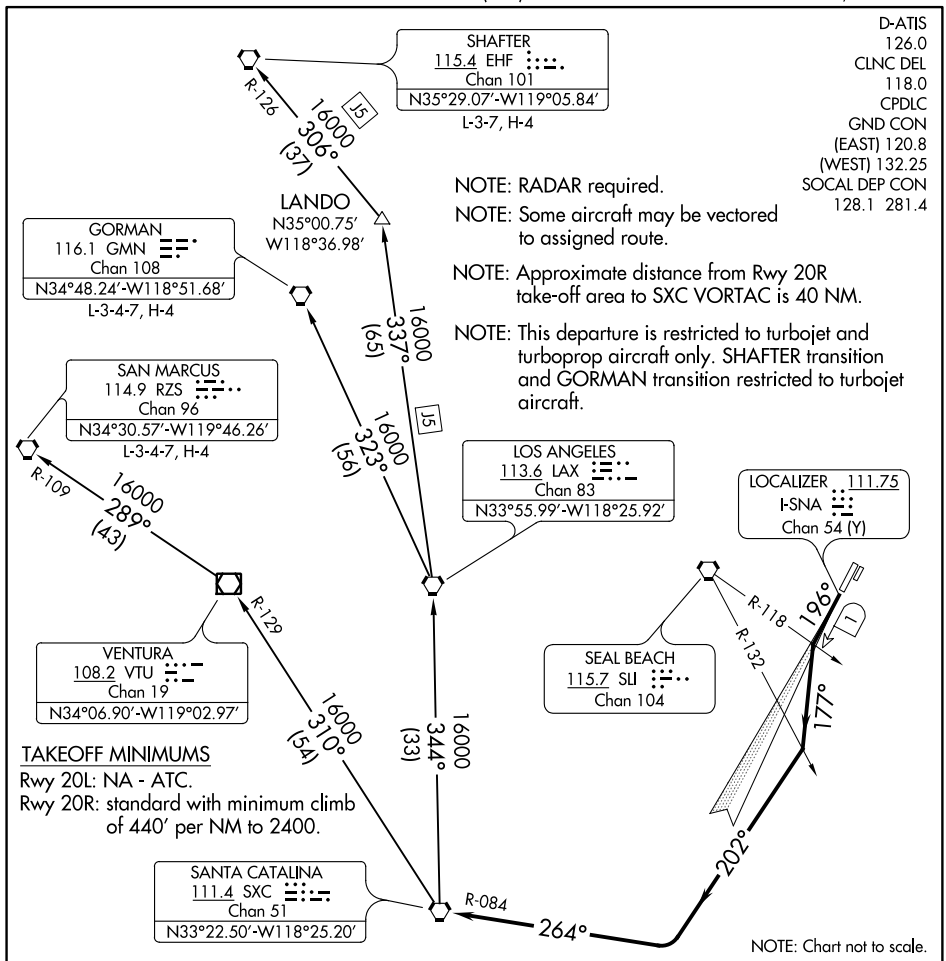 D-ATIS
126.0
CLNC DEL
118.0
CPDLC
GND CON
(EAST) 120.8
(WEST) 132.25
SOCAL DEP CON
128.1 281.4
SHAFTER
115.4 EHF
Chan 101
N35°29.07′-W119°05.84′
L-3-7, H-4
R-126
16000
306°
(37)
J5
LANDO
N35°00.75′
W118°36.98′
NOTE: RADAR required.
NOTE: Some aircraft may be vectored
to assigned route.
NOTE: Approximate distance from Rwy 20R
take-off area to SXC VORTAC is 40 NM.
NOTE: This departure is restricted to turbojet and
turboprop aircraft only. SHAFTER transition
and GORMAN transition restricted to turbojet
aircraft.
GORMAN
116.1 GMN
Chan 108
N34°48.24′-W118°51.68′
L-3-4-7, H-4
16000
337°
(65)
J5
16000
323°
(56)
SAN MARCUS
114.9 RZS
Chan 96
N34°30.57′-W119°46.26′
L-3-4-7, H-4
R-109
16000
289°
(43)
LOS ANGELES
113.6 LAX
Chan 83
N33°55.99′-W118°25.92′
LOCALIZER 111.75
I-SNA
Chan 54 (Y)
196°
1
R-118
R-132
177°
SEAL BEACH
115.7 SLI
Chan 104
R-129
VENTURA
108.2 VTU
Chan 19
N34°06.90′-W119°02.97′
16000
310°
(54)
16000
344°
(33)
TAKEOFF MINIMUMS
Rwy 20L: NA - ATC.
Rwy 20R: standard with minimum climb
of 440′ per NM to 2400.
202°
SANTA CATALINA
111.4 SXC
Chan 51
N33°22.50′-W118°25.20′
R-084
264°
NOTE: Chart not to scale.